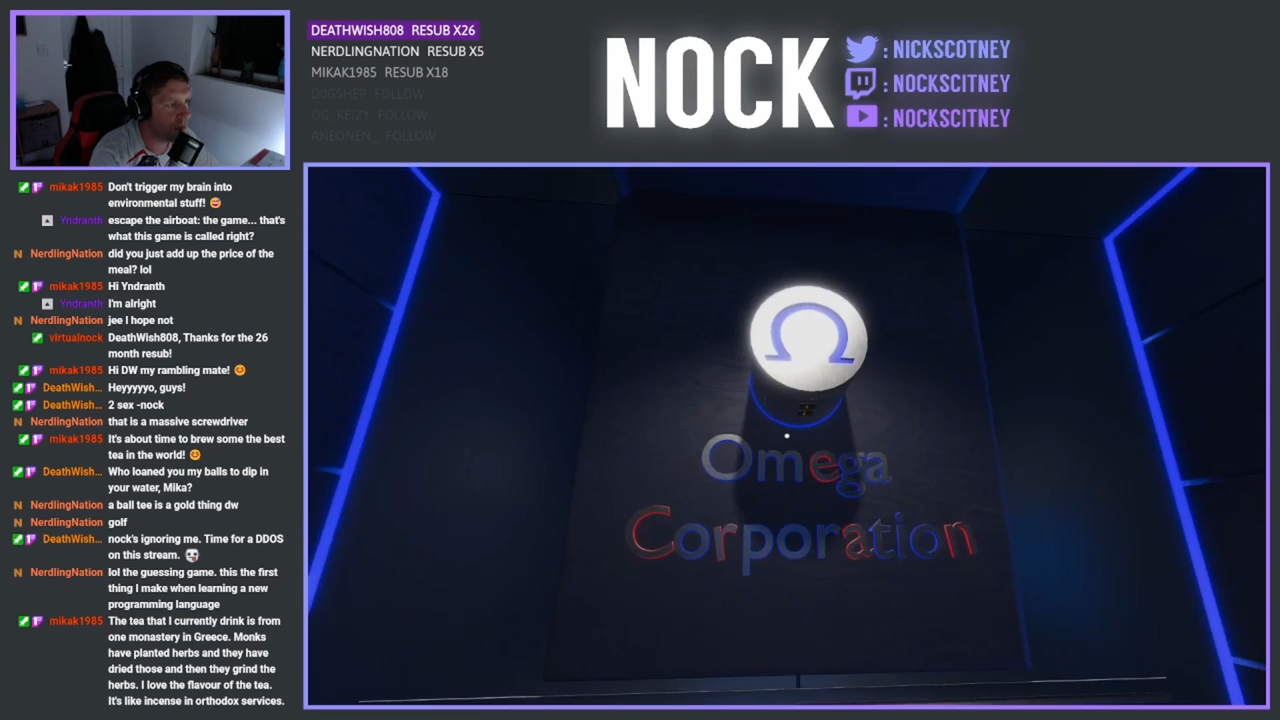 DEATHWISH808 RESUB X26
NERDLINGNATION RESUB X5
MIKAK1985 RESUB X18
D0GSHEP FOLLOW
OG_KEIZI FOLLOW
ANEONEN_ FOLLOW
NOCK
: NICKSCOTNEY
: NOCKSCITNEY
: NOCKSCITNEY
mikak1985 Don't trigger my brain into
environmental stuff! 😅
Yndranth escape the airboat: the game... that's
what this game is called right?
NerdlingNation did you just add up the price of the
meal? lol
mikak1985 Hi Yndranth
Yndranth I'm alright
NerdlingNation jee I hope not
virtualnock DeathWish808, Thanks for the 26
month resub!
mikak1985 Hi DW my rambling mate! 😊
DeathWish... Heyyyyyo, guys!
DeathWish... 2 sex -nock
NerdlingNation that is a massive screwdriver
mikak1985 It's about time to brew some the best
tea in the world! 😊
DeathWish... Who loaned you my balls to dip in
your water, Mika?
NerdlingNation a ball tee is a gold thing dw
NerdlingNation golf
DeathWish... nock's ignoring me. Time for a DDOS
on this stream.
NerdlingNation lol the guessing game. this the first
thing I make when learning a new
programming language
mikak1985 The tea that I currently drink is from
one monastery in Greece. Monks
have planted herbs and they have
dried those and then they grind the
herbs. I love the flavour of the tea.
It's like incense in orthodox services.
Ω
Omega
Corporation